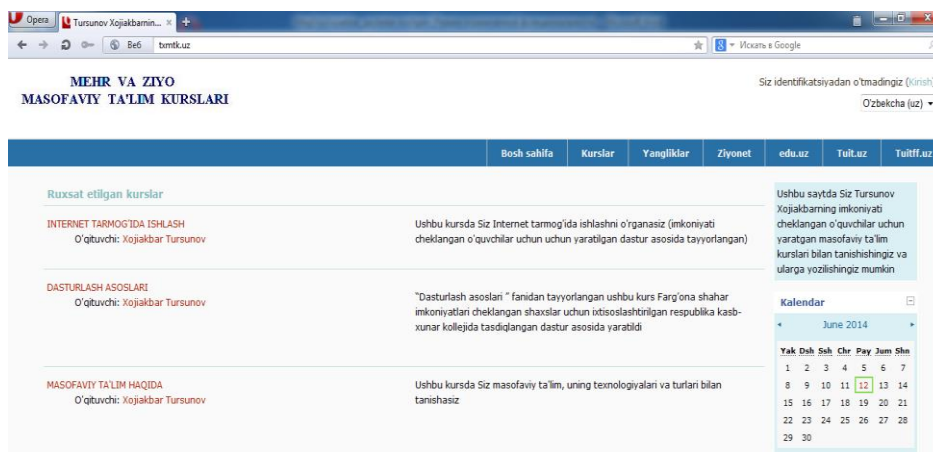 Opera
Tursunov Xojiakbarnin...
Веб
txmtk.uz
Искать в Google
MEHR VA ZIYO
MASOFAVIY TA'LIM KURSLARI
Siz identifikatsiyadan o'tmadingiz (Kirish)
O'zbekcha (uz)
Bosh sahifa Kurslar Yangliklar Ziyonet edu.uz Tuit.uz Tuitff.uz
Ruxsat etilgan kurslar
INTERNET TARMOG'IDA ISHLASH
O'qituvchi: Xojiakbar Tursunov
Ushbu kursda Siz Internet tarmog'ida ishlashni o'rganasiz (imkoniyati
cheklangan o'quvchilar uchun uchun yaratilgan dastur asosida tayyorlangan)
DASTURLASH ASOSLARI
O'qituvchi: Xojiakbar Tursunov
"Dasturlash asoslari " fanidan tayyorlangan ushbu kurs Farg'ona shahar
imkoniyatlari cheklangan shaxslar uchun ixtisoslashtirilgan respublika kasb-
xunar kollejida tasdiqlangan dastur asosida yaratildi
MASOFAVIY TA'LIM HAQIDA
O'qituvchi: Xojiakbar Tursunov
Ushbu kursda Siz masofaviy ta'lim, uning texnologiyalari va turlari bilan
tanishasiz
Ushbu saytda Siz Tursunov
Xojiakbarning imkoniyati
cheklangan o'quvchilar uchun
yaratgan masofaviy ta'lim
kurslari bilan tanishishingiz va
ularga yozilishingiz mumkin
Kalendar
June 2014
Yak Dsh Ssh Chr Pay Jum Shn
1 2 3 4 5 6 7
8 9 10 11 12 13 14
15 16 17 18 19 20 21
22 23 24 25 26 27 28
29 30